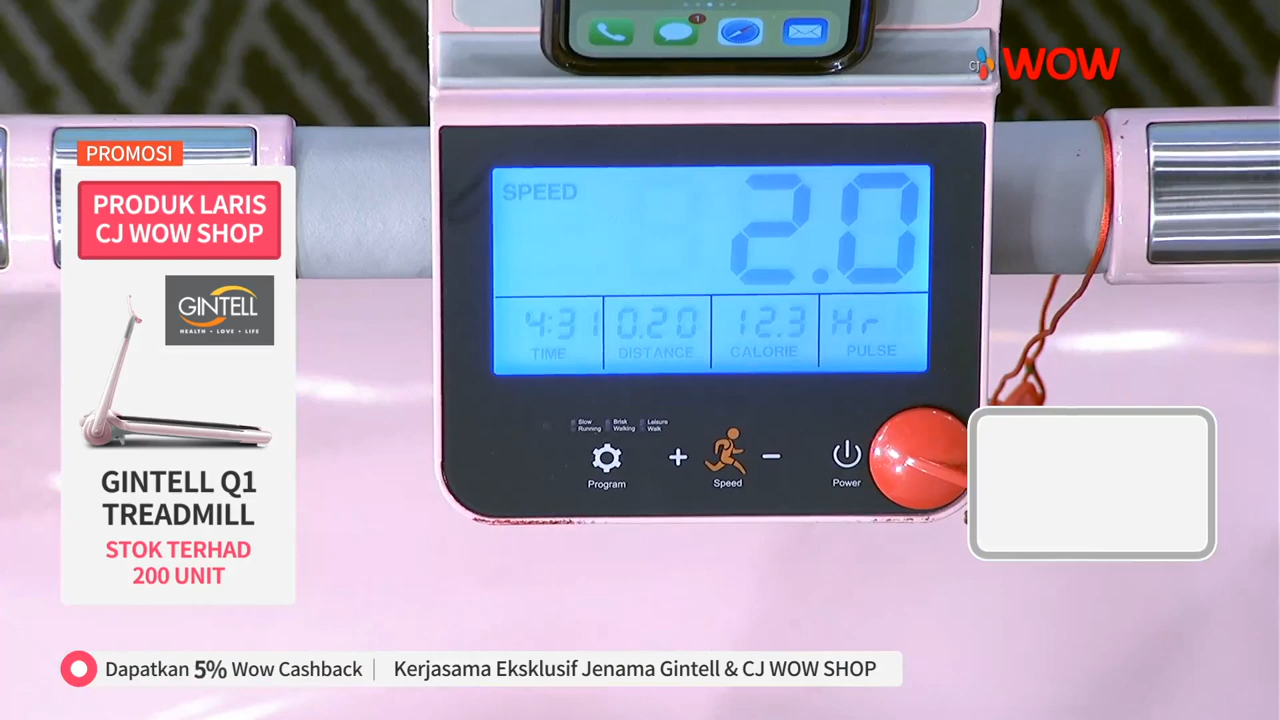 1
CJ WOW
PROMOSI
PRODUK LARIS
CJ WOW SHOP
GINTELL
HEALTH • LOVE • LIFE
GINTELL Q1
TREADMILL
STOK TERHAD
200 UNIT
SPEED
2.0
4:31 0.20 12.3 Hr
TIME DISTANCE CALORIE PULSE
Slow Running
Brisk Walking
Leisure Walk
+ −
Program Speed Power
Dapatkan 5% Wow Cashback | Kerjasama Eksklusif Jenama Gintell & CJ WOW SHOP